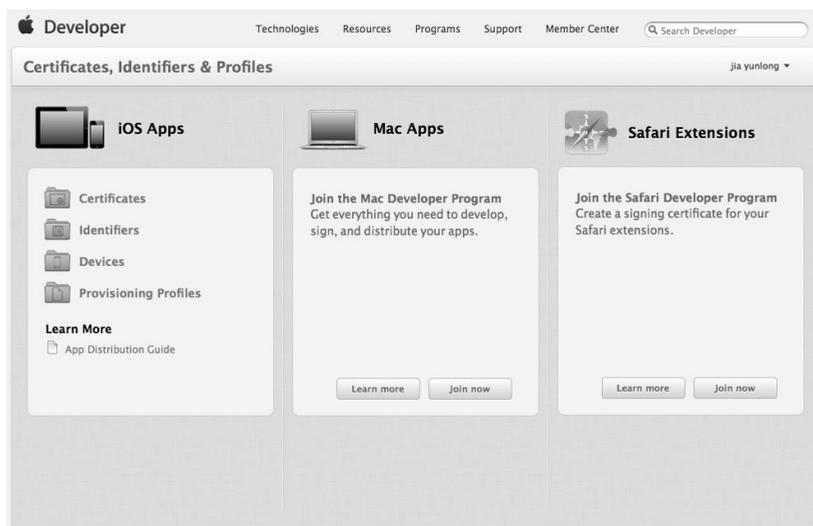 Developer
Technologies Resources Programs Support Member Center Search Developer
Certificates, Identifiers & Profiles
jia yunlong
iOS Apps
Certificates
Identifiers
Devices
Provisioning Profiles
Learn More
App Distribution Guide
Mac Apps
Join the Mac Developer Program
Get everything you need to develop,
sign, and distribute your apps.
Learn more Join now
Safari Extensions
Join the Safari Developer Program
Create a signing certificate for your
Safari extensions.
Learn more Join now